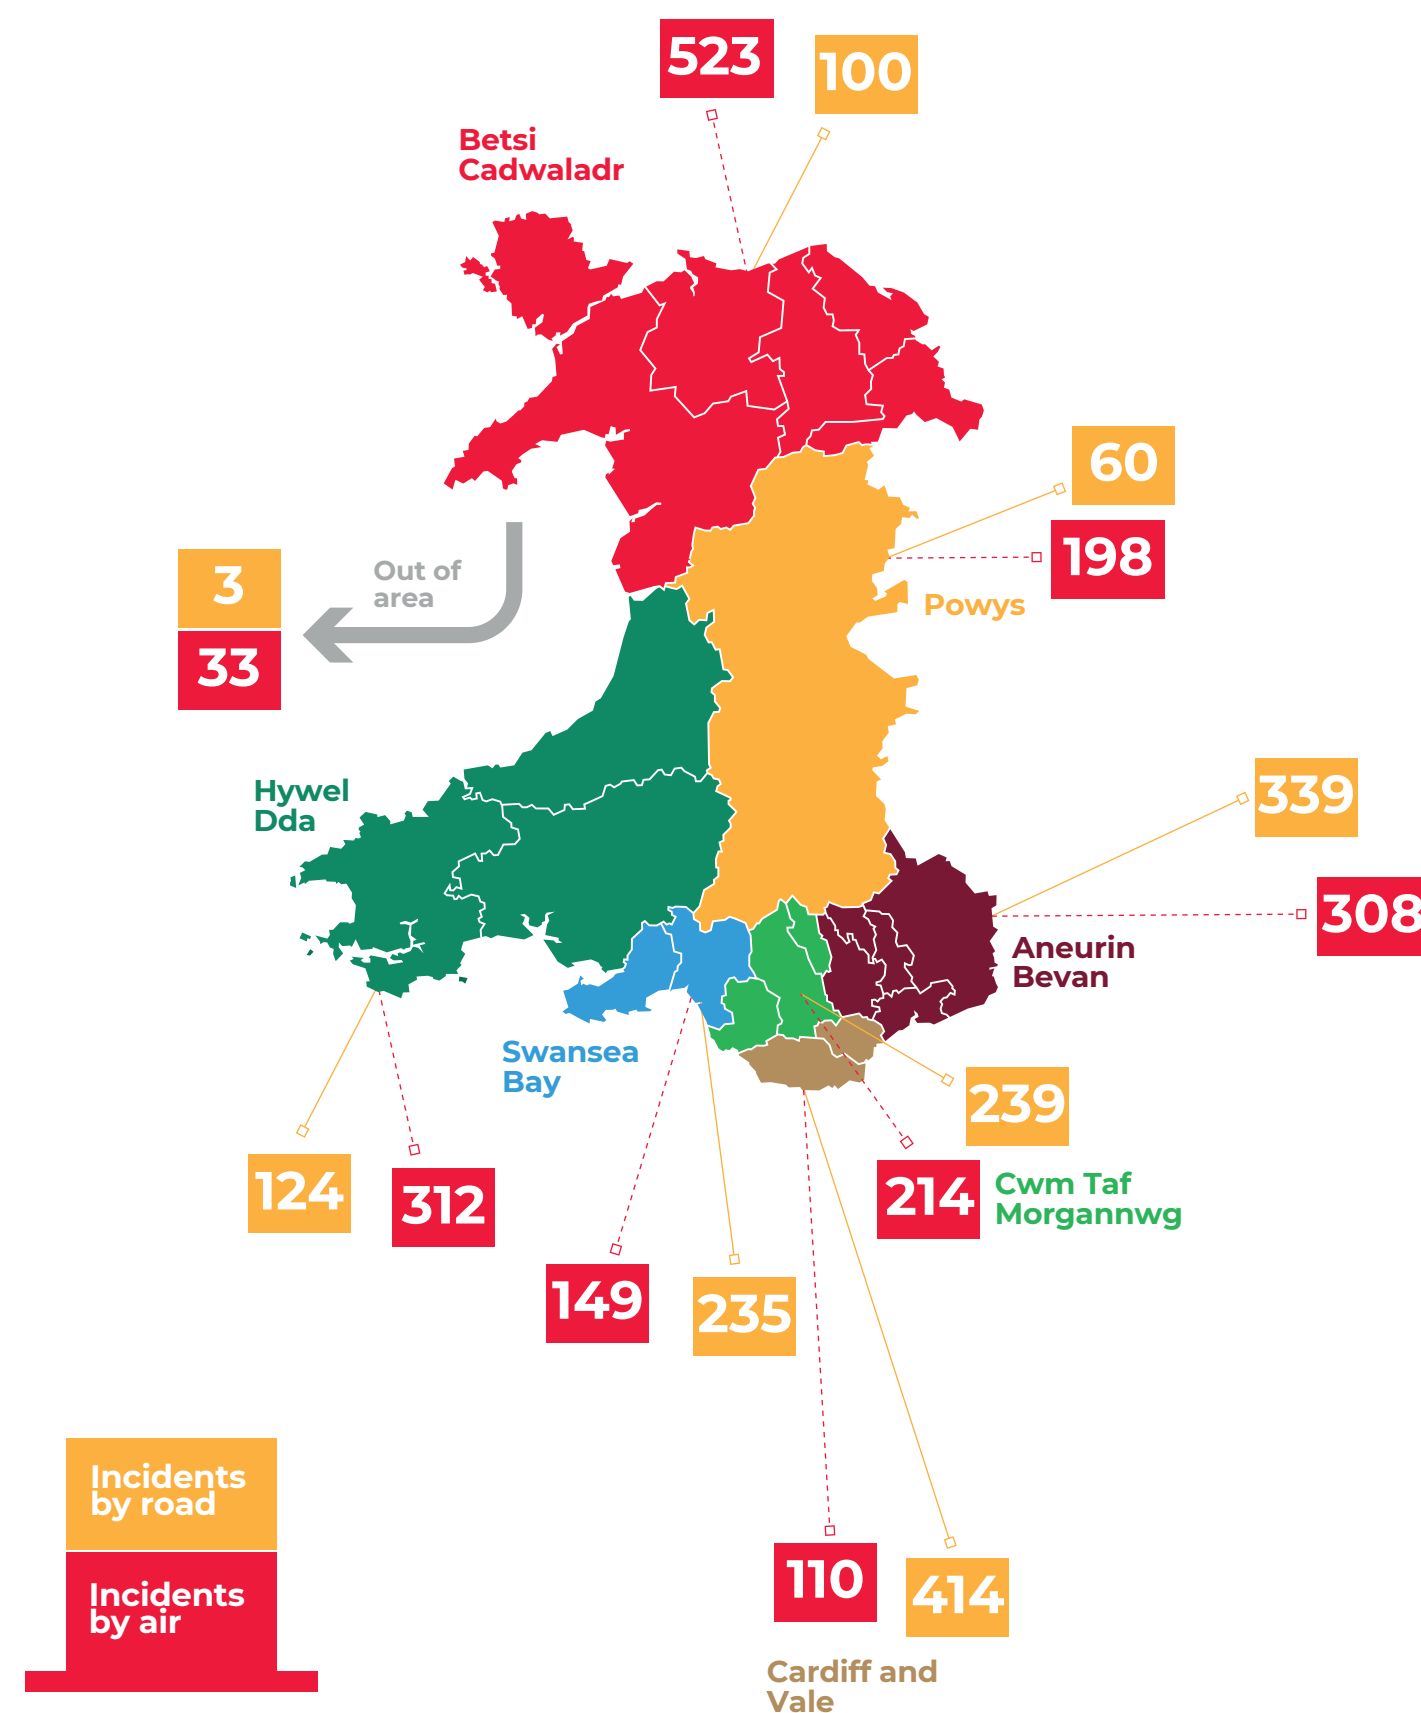 523
100
Betsi
Cadwaladr
60
198
Powys
3
33
Out of
area
Hywel
Dda
339
308
Aneurin
Bevan
Swansea
Bay
239
214
Cwm Taf
Morgannwg
124
312
149
235
110
414
Cardiff and
Vale
Incidents
by road
Incidents
by air